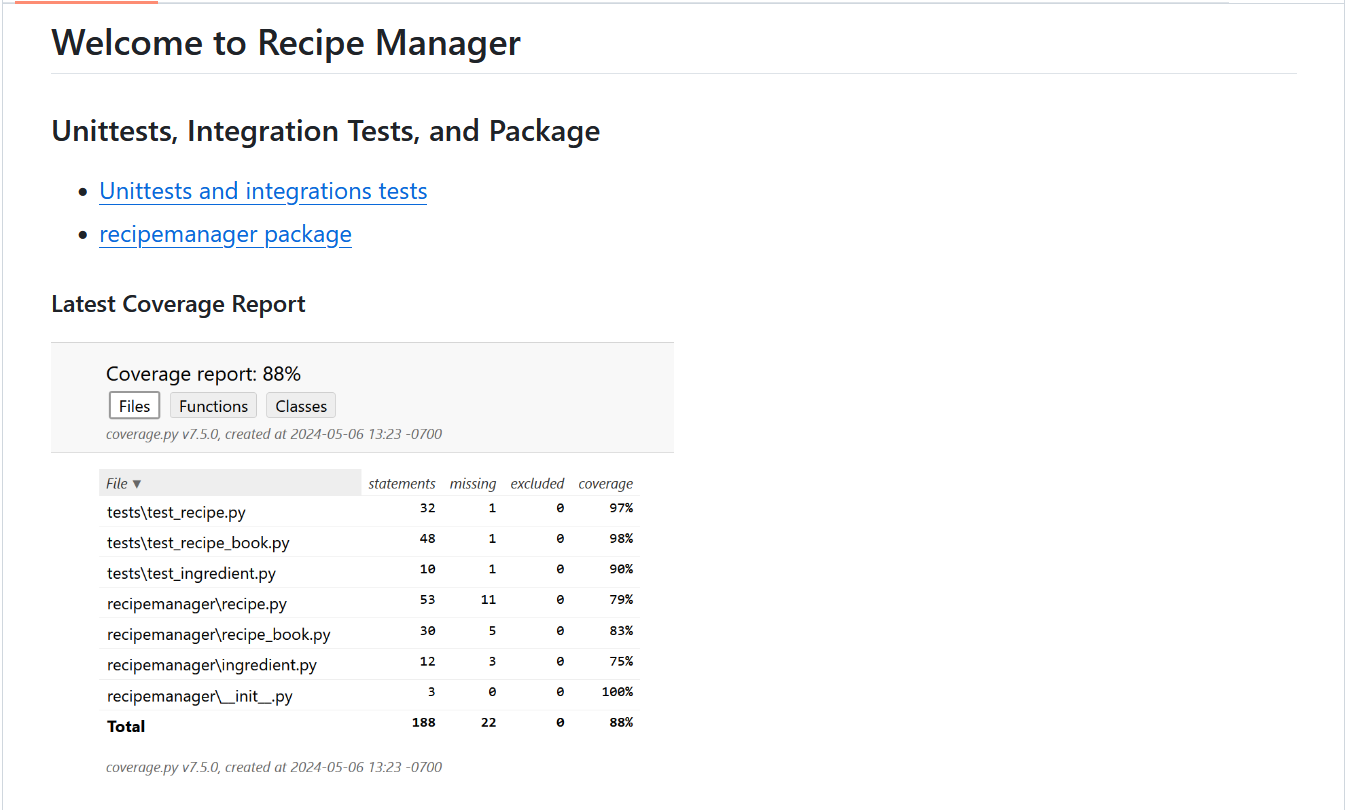 Welcome to Recipe Manager
Unittests, Integration Tests, and Package
• Unittests and integrations tests
• recipemanager package
Latest Coverage Report
Coverage report: 88%
Files Functions Classes
coverage.py v7.5.0, created at 2024-05-06 13:23 -0700
File ▼ statements missing excluded coverage
tests\test_recipe.py 32 1 0 97%
tests\test_recipe_book.py 48 1 0 98%
tests\test_ingredient.py 10 1 0 90%
recipemanager\recipe.py 53 11 0 79%
recipemanager\recipe_book.py 30 5 0 83%
recipemanager\ingredient.py 12 3 0 75%
recipemanager\__init__.py 3 0 0 100%
Total 188 22 0 88%
coverage.py v7.5.0, created at 2024-05-06 13:23 -0700